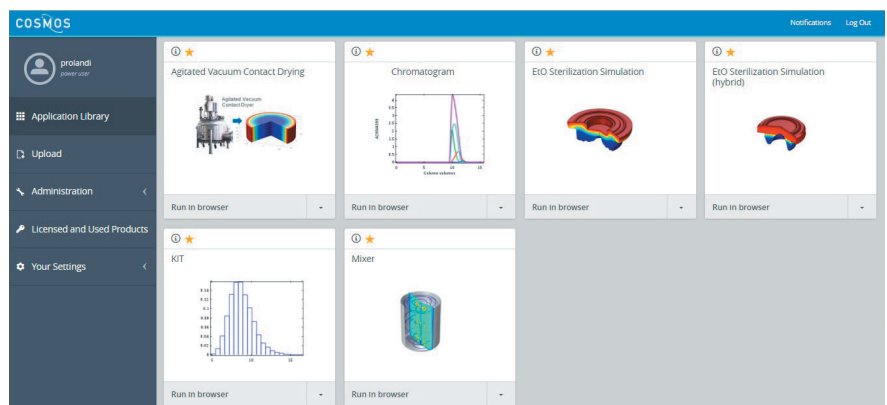 COSMOS
Notifications Log Out
prolandi
power user
Application Library
Upload
Administration
Licensed and Used Products
Your Settings
Agitated Vacuum Contact Drying
Agitated Vacuum
Contact Dryer
Run in browser
Chromatogram
Column volumes
Run in browser
EtO Sterilization Simulation
Run in browser
EtO Sterilization Simulation
(hybrid)
Run in browser
KIT
Run in browser
Mixer
Run in browser